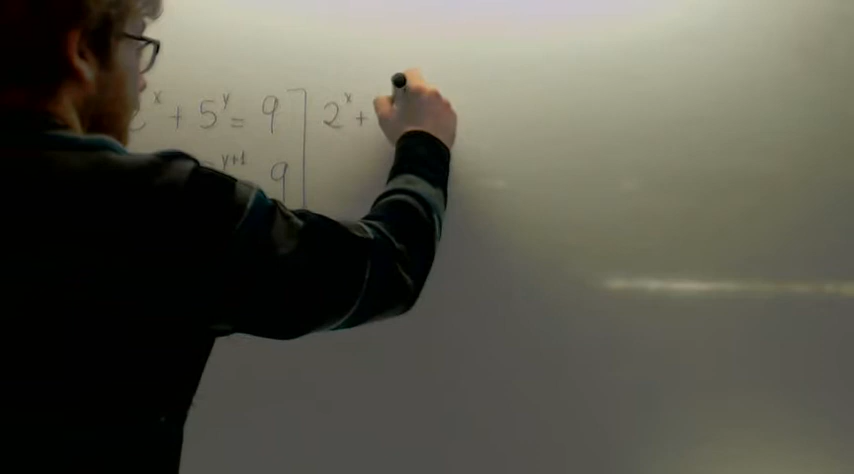 x + 5^y = 9 ] 2^x +
y+1 9